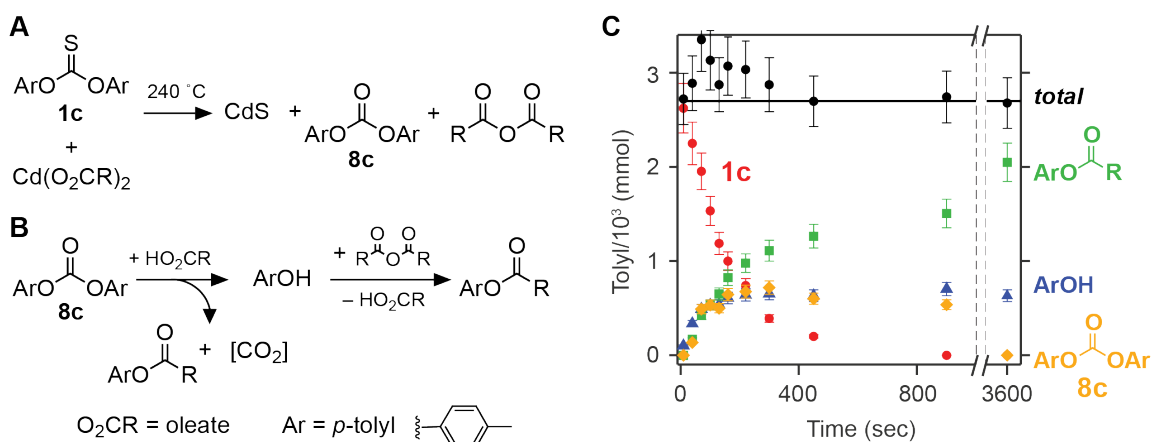 A
S
ArO OAr
1c
+
Cd(O₂CR)₂
240 °C
CdS
+
O
ArO OAr
8c
+
O O
R O R
B
O
ArO OAr
8c
+ HO₂CR
O
ArO R
+ [CO₂]
ArOH
+
O O
R O R
– HO₂CR
O
ArO R
O₂CR = oleate
Ar = p-tolyl
C
Tolyl/10³ (mmol)
3
2
1
0
1c
0 400 800 3600
Time (sec)
total
O
ArO R
ArOH
O
ArO OAr
8c